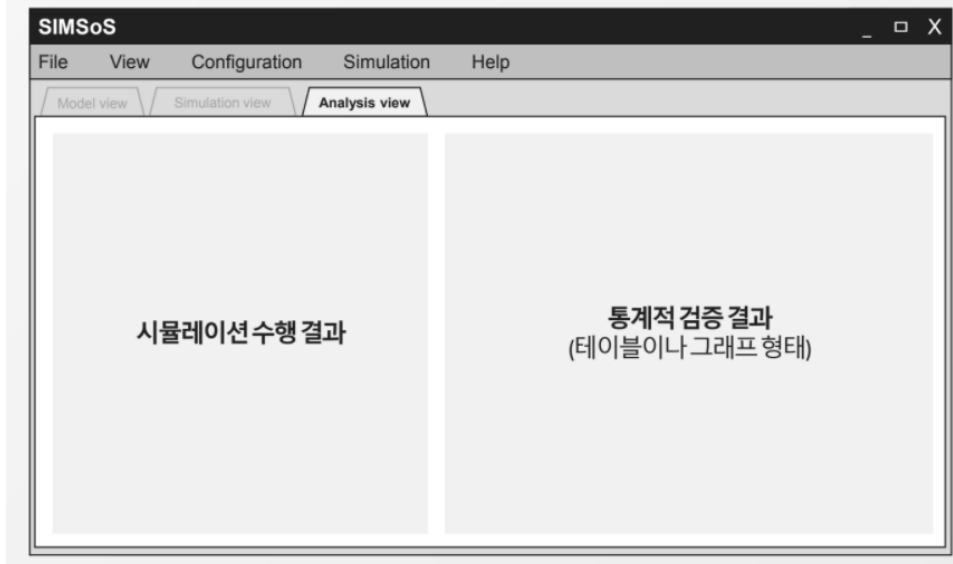 SIMSoS
File View Configuration Simulation Help
Model view Simulation view Analysis view
시뮬레이션 수행 결과
통계적 검증 결과
(테이블이나 그래프 형태)